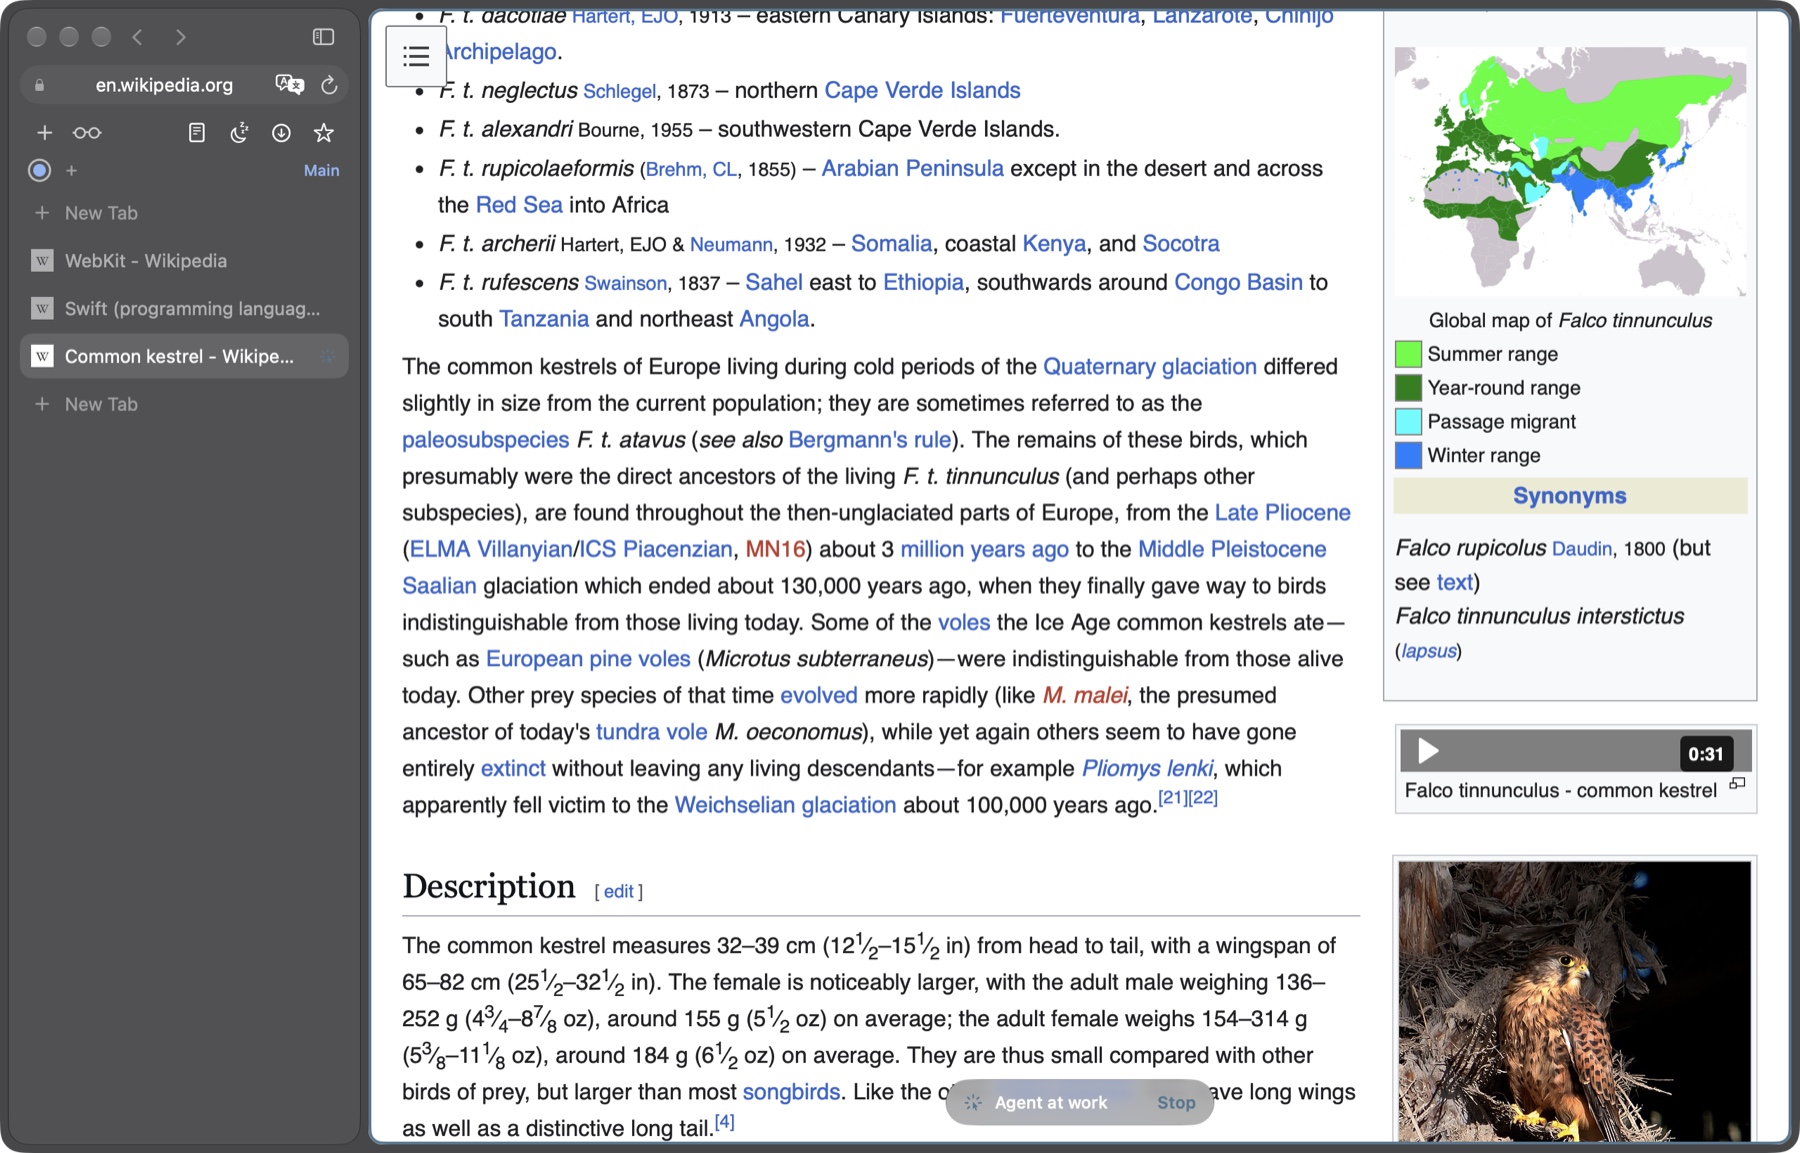 en.wikipedia.org
Main
New Tab
WebKit - Wikipedia
Swift (programming languag...
Common kestrel - Wikipe...
New Tab
F. t. dacotiae Hartert, EJO, 1913 – eastern Canary Islands: Fuerteventura, Lanzarote, Chinijo
Archipelago.
F. t. neglectus Schlegel, 1873 – northern Cape Verde Islands
F. t. alexandri Bourne, 1955 – southwestern Cape Verde Islands.
F. t. rupicolaeformis (Brehm, CL, 1855) – Arabian Peninsula except in the desert and across
the Red Sea into Africa
F. t. archerii Hartert, EJO & Neumann, 1932 – Somalia, coastal Kenya, and Socotra
F. t. rufescens Swainson, 1837 – Sahel east to Ethiopia, southwards around Congo Basin to
south Tanzania and northeast Angola.
The common kestrels of Europe living during cold periods of the Quaternary glaciation differed
slightly in size from the current population; they are sometimes referred to as the
paleosubspecies F. t. atavus (see also Bergmann's rule). The remains of these birds, which
presumably were the direct ancestors of the living F. t. tinnunculus (and perhaps other
subspecies), are found throughout the then-unglaciated parts of Europe, from the Late Pliocene
(ELMA Villanyian/ICS Piacenzian, MN16) about 3 million years ago to the Middle Pleistocene
Saalian glaciation which ended about 130,000 years ago, when they finally gave way to birds
indistinguishable from those living today. Some of the voles the Ice Age common kestrels ate—
such as European pine voles (Microtus subterraneus)—were indistinguishable from those alive
today. Other prey species of that time evolved more rapidly (like M. malei, the presumed
ancestor of today's tundra vole M. oeconomus), while yet again others seem to have gone
entirely extinct without leaving any living descendants—for example Pliomys lenki, which
apparently fell victim to the Weichselian glaciation about 100,000 years ago.[21][22]
Description [ edit ]
The common kestrel measures 32–39 cm (12 1⁄2–15 1⁄2 in) from head to tail, with a wingspan of
65–82 cm (25 1⁄2–32 1⁄2 in). The female is noticeably larger, with the adult male weighing 136–
252 g (4 3⁄4–8 7⁄8 oz), around 155 g (5 1⁄2 oz) on average; the adult female weighs 154–314 g
(5 3⁄8–11 1⁄8 oz), around 184 g (6 1⁄2 oz) on average. They are thus small compared with other
birds of prey, but larger than most songbirds. Like the o
ave long wings
as well as a distinctive long tail.[4]
Agent at work Stop
Global map of Falco tinnunculus
Summer range
Year-round range
Passage migrant
Winter range
Synonyms
Falco rupicolus Daudin, 1800 (but
see text)
Falco tinnunculus interstictus
(lapsus)
0:31
Falco tinnunculus - common kestrel